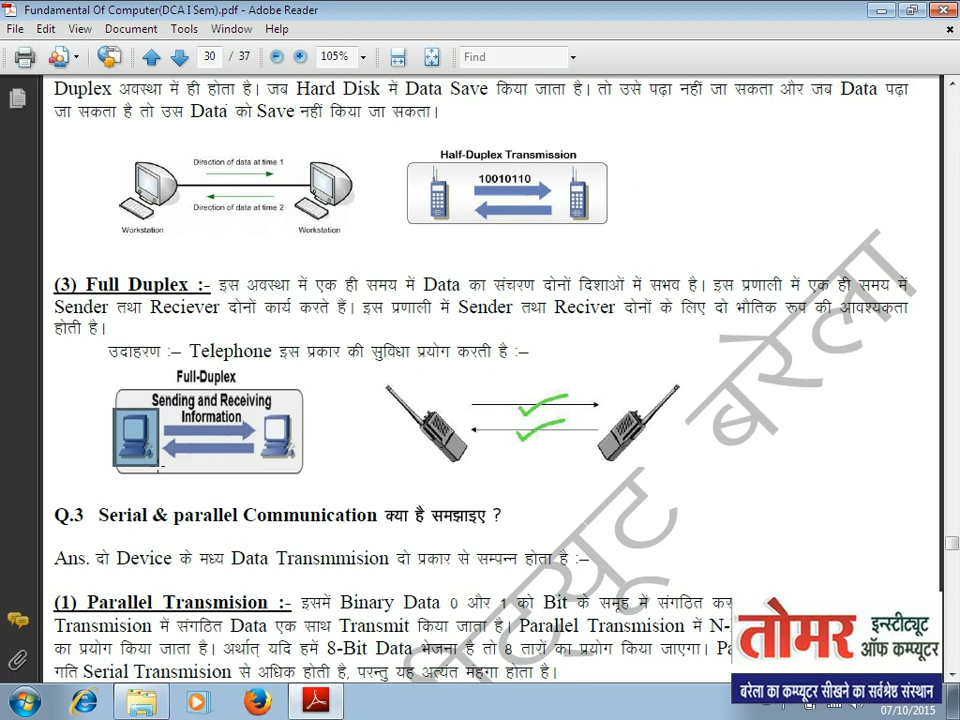 Fundamental Of Computer(DCA I Sem).pdf - Adobe Reader
File Edit View Document Tools Window Help
30 / 37 105% Find
Duplex अवस्था में ही होता है। जब Hard Disk में Data Save किया जाता है। तो उसे पढ़ा नहीं जा सकता और जब Data पढ़ा
जा सकता है तो उस Data को Save नहीं किया जा सकता।
Direction of data at time 1
Direction of data at time 2
Workstation Workstation
Half-Duplex Transmission
10010110
(3) Full Duplex :- इस अवस्था में एक ही समय में Data का संचरण दोनों दिशाओं में सभव है। इस प्रणाली में एक ही समय में
Sender तथा Reciever दोनों कार्य करते हैं। इस प्रणाली में Sender तथा Reciver दोनों के लिए दो भौतिक रूप की आवश्यकता
होती है।
उदाहरण :– Telephone इस प्रकार की सुविधा प्रयोग करती है :–
Full-Duplex
Sending and Receiving
Information
Q.3 Serial & parallel Communication क्या है समझाइए ?
Ans. दो Device के मध्य Data Transmmision दो प्रकार से सम्पन्न होता है :–
(1) Parallel Transmision :- इसमें Binary Data 0 और 1 को Bit के समूह में संगठित कर
Transmision में संगठित Data एक साथ Transmit किया जाता है। Parallel Transmision में N-
का प्रयोग किया जाता है। अर्थात् यदि हमें 8-Bit Data भेजना है तो 8 तारों का प्रयोग किया जाएगा। Pa
गति Serial Transmision से अधिक होती है, परन्तु यह अत्यंत महंगा होता है।
बरेला
तोमर इन्स्टीट्यूट
ऑफ कम्प्यूटर
बरेला का कम्प्यूटर सीखने का सर्वश्रेष्ठ संस्थान
07/10/2015